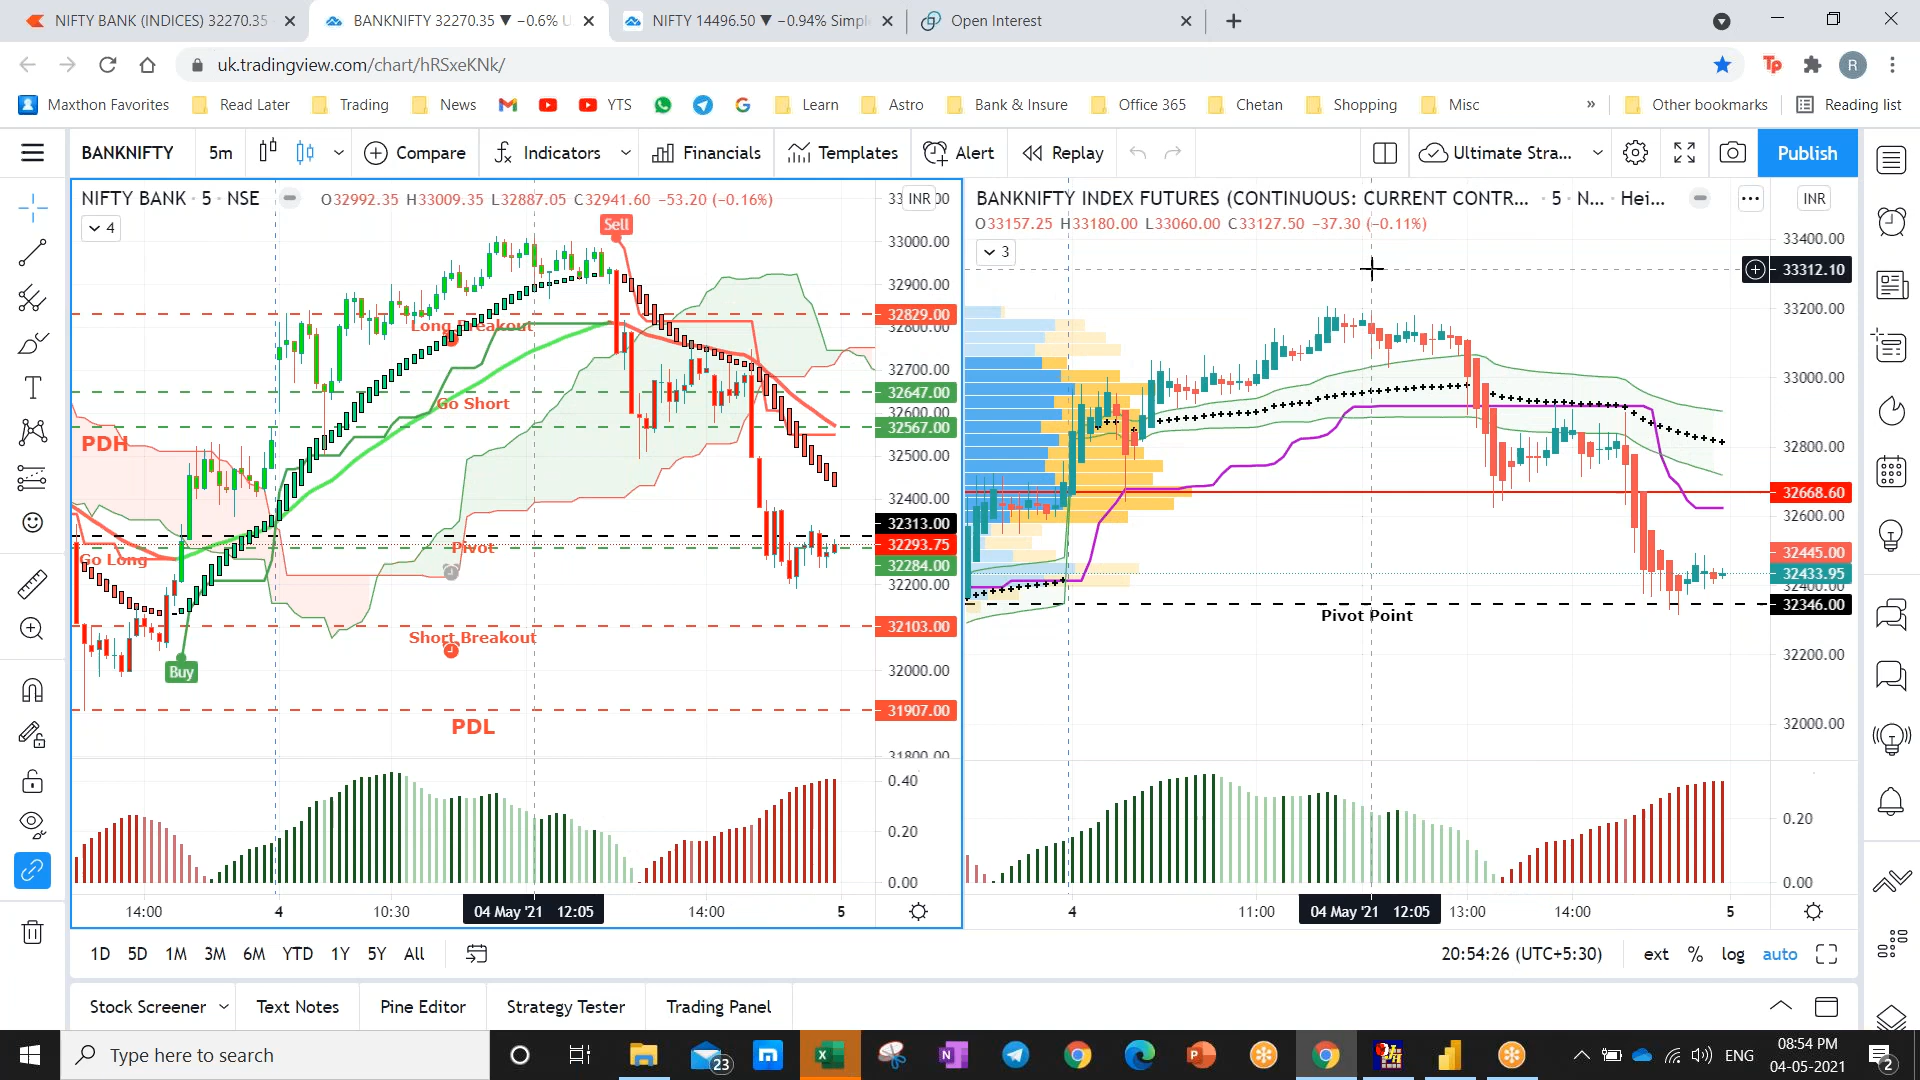 NIFTY BANK (INDICES) 32270.35
BANKNIFTY 32270.35 ▼ −0.6% U
NIFTY 14496.50 ▼ −0.94% Simpl
Open Interest
uk.tradingview.com/chart/hRSxeKNk/
Tp
R
Maxthon Favorites
Read Later
Trading
News
YTS
Learn
Astro
Bank & Insure
Office 365
Chetan
Shopping
Misc
»
Other bookmarks
Reading list
BANKNIFTY
5m
Compare
Indicators
Financials
Templates
Alert
Replay
Ultimate Stra...
Publish
NIFTY BANK · 5 · NSE
O32992.35 H33009.35 L32887.05 C32941.60 −53.20 (−0.16%)
4
INR
Sell
33000.00
32900.00
32829.00
32800.00
Long Breakout
32700.00
32647.00
32600.00
Go Short
32567.00
PDH
32500.00
32400.00
32313.00
32293.75
Pivot
Go Long
32284.00
32200.00
32103.00
Short Breakout
Buy
32000.00
31907.00
PDL
31800.00
0.40
0.20
0.00
14:00
4
10:30
04 May '21 12:05
14:00
5
BANKNIFTY INDEX FUTURES (CONTINUOUS: CURRENT CONTR... · 5 · N... · Hei...
INR
O33157.25 H33180.00 L33060.00 C33127.50 −37.30 (−0.11%)
3
33400.00
33312.10
33200.00
33000.00
32800.00
32668.60
32600.00
32445.00
32433.95
32400.00
32346.00
Pivot Point
32200.00
32000.00
0.20
0.00
4
11:00
04 May '21 12:05
13:00
14:00
5
1D
5D
1M
3M
6M
YTD
1Y
5Y
All
20:54:26 (UTC+5:30)
ext
%
log
auto
Stock Screener
Text Notes
Pine Editor
Strategy Tester
Trading Panel
Type here to search
23
ENG
08:54 PM
04-05-2021
2